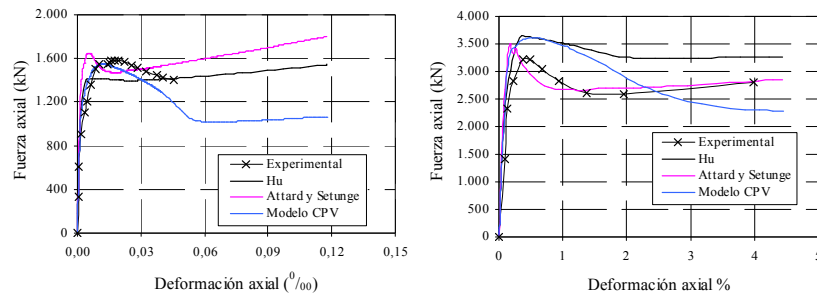 Fuerza axial (kN)
1.800
1.600
1.200
800
400
0
0,00
0,03
0,06
0,09
0,12
0,15
Experimental
Hu
Attard y Setunge
Modelo CPV
Deformación axial (⁰/₀₀)
Fuerza axial (kN)
4.000
3.500
3.000
2.500
2.000
1.500
1.000
500
0
0
1
2
3
4
5
Experimental
Hu
Attard y Setunge
Modelo CPV
Deformación axial %